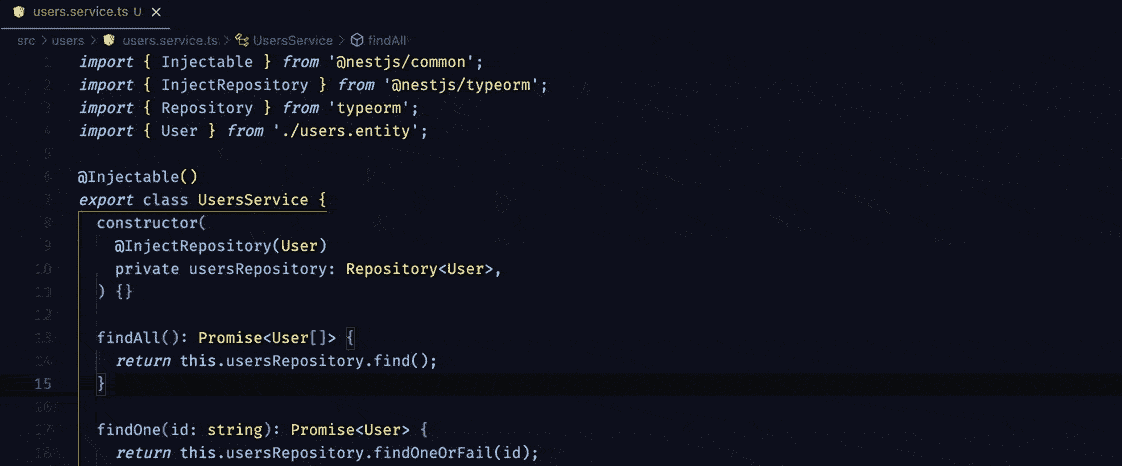 users.service.ts U ×
src > users > users.service.ts > UsersService > findAll
1 import { Injectable } from '@nestjs/common';
2 import { InjectRepository } from '@nestjs/typeorm';
3 import { Repository } from 'typeorm';
4 import { User } from './users.entity';
5
6 @Injectable()
7 export class UsersService {
8 constructor(
9 @InjectRepository(User)
10 private usersRepository: Repository<User>,
11 ) {}
12
13 findAll(): Promise<User[]> {
14 return this.usersRepository.find();
15 }
16
17 findOne(id: string): Promise<User> {
18 return this.usersRepository.findOneOrFail(id);